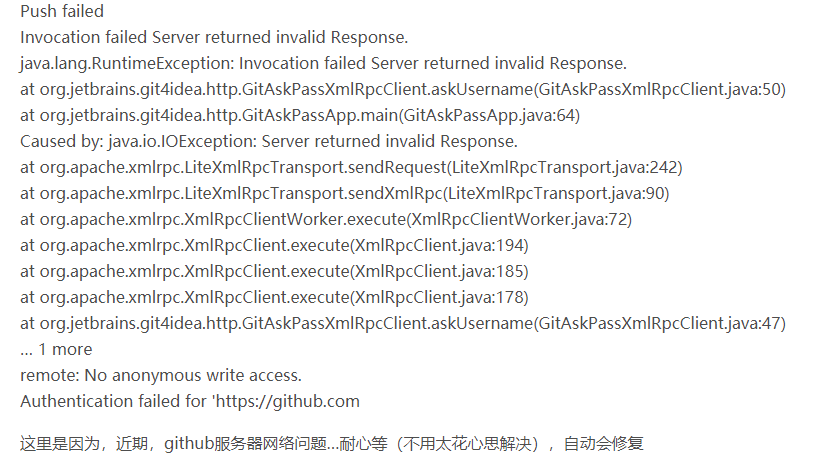 Push failed
Invocation failed Server returned invalid Response.
java.lang.RuntimeException: Invocation failed Server returned invalid Response.
at org.jetbrains.git4idea.http.GitAskPassXmlRpcClient.askUsername(GitAskPassXmlRpcClient.java:50)
at org.jetbrains.git4idea.http.GitAskPassApp.main(GitAskPassApp.java:64)
Caused by: java.io.IOException: Server returned invalid Response.
at org.apache.xmlrpc.LiteXmlRpcTransport.sendRequest(LiteXmlRpcTransport.java:242)
at org.apache.xmlrpc.LiteXmlRpcTransport.sendXmlRpc(LiteXmlRpcTransport.java:90)
at org.apache.xmlrpc.XmlRpcClientWorker.execute(XmlRpcClientWorker.java:72)
at org.apache.xmlrpc.XmlRpcClient.execute(XmlRpcClient.java:194)
at org.apache.xmlrpc.XmlRpcClient.execute(XmlRpcClient.java:185)
at org.apache.xmlrpc.XmlRpcClient.execute(XmlRpcClient.java:178)
at org.jetbrains.git4idea.http.GitAskPassXmlRpcClient.askUsername(GitAskPassXmlRpcClient.java:47)
... 1 more
remote: No anonymous write access.
Authentication failed for 'https://github.com
这里是因为，近期，github服务器网络问题...耐心等（不用太花心思解决），自动会修复